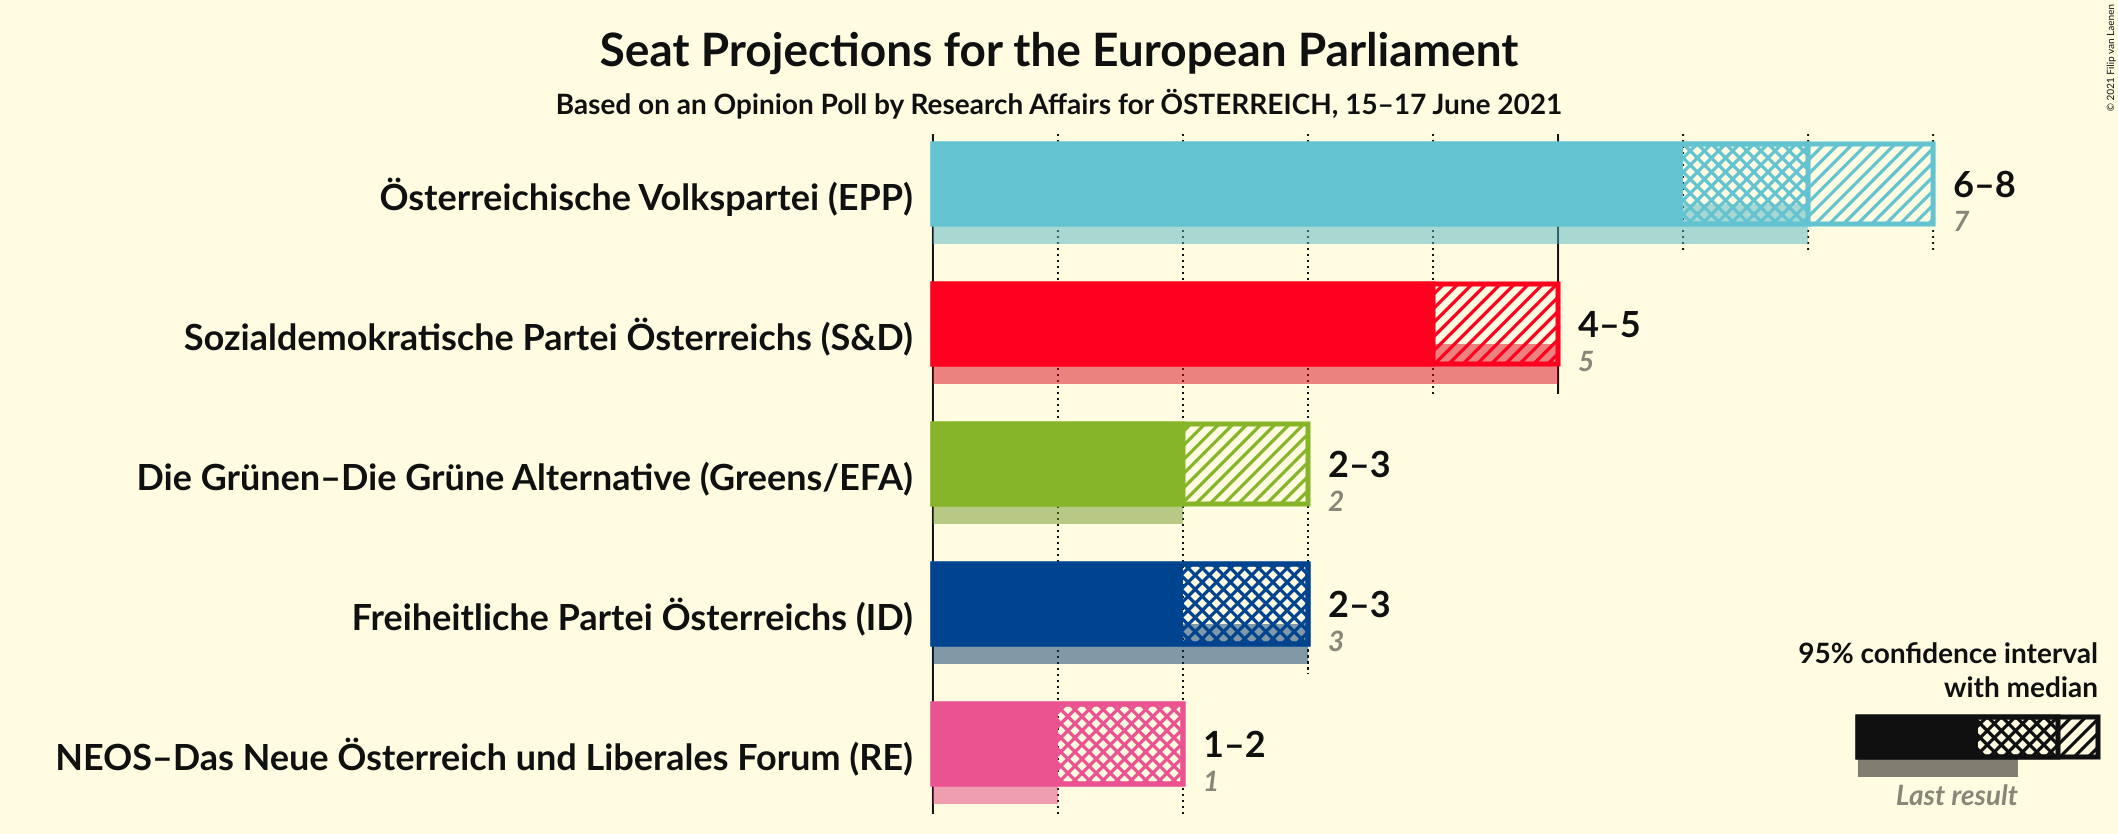 Seat Projections for the European Parliament
Based on an Opinion Poll by Research Affairs for ÖSTERREICH, 15–17 June 2021
© 2021 Filip van Laenen
Österreichische Volkspartei (EPP)
6–8
7
Sozialdemokratische Partei Österreichs (S&D)
4–5
5
Die Grünen–Die Grüne Alternative (Greens/EFA)
2–3
2
Freiheitliche Partei Österreichs (ID)
2–3
3
NEOS–Das Neue Österreich und Liberales Forum (RE)
1–2
1
95% confidence interval
with median
Last result